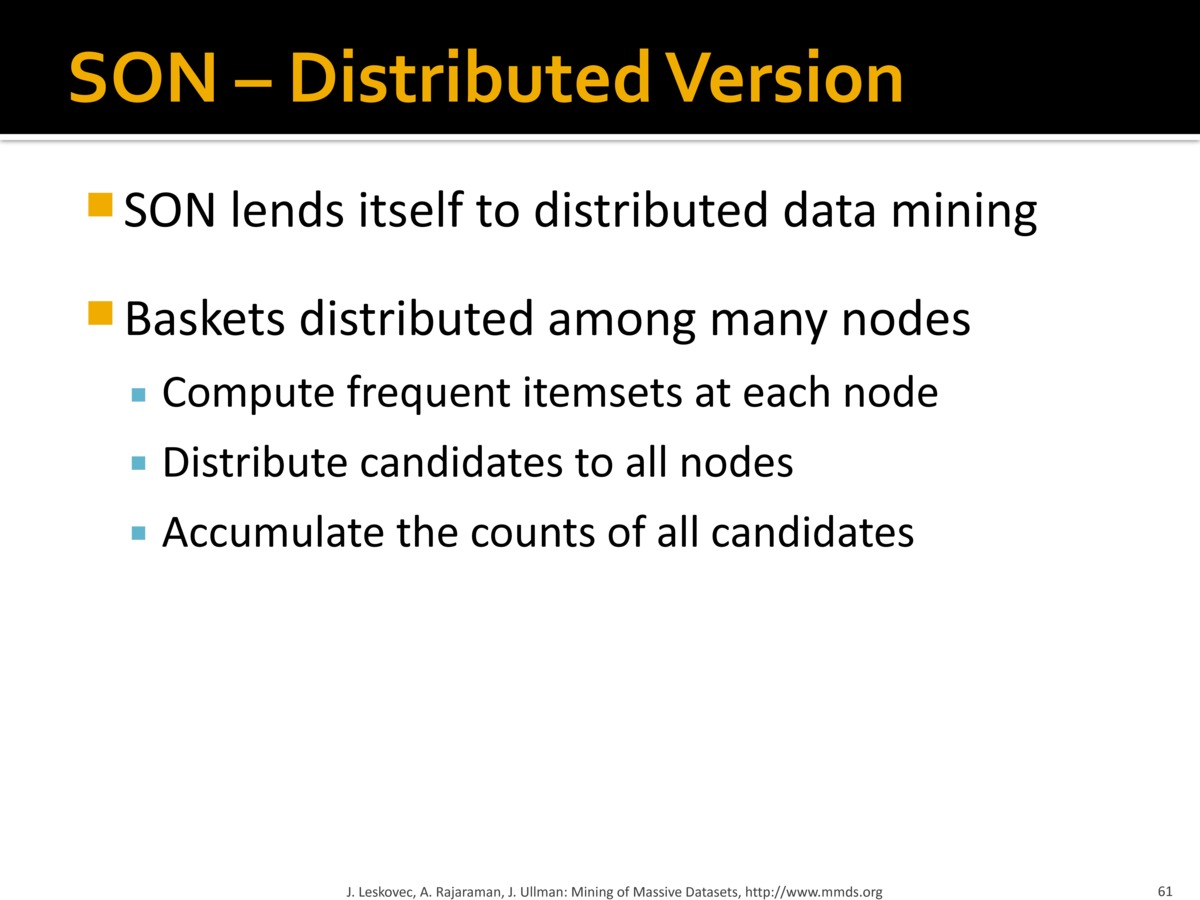 SON – Distributed Version
SON lends itself to distributed data mining
Baskets distributed among many nodes
Compute frequent itemsets at each node
Distribute candidates to all nodes
Accumulate the counts of all candidates
J. Leskovec, A. Rajaraman, J. Ullman: Mining of Massive Datasets, http://www.mmds.org
61